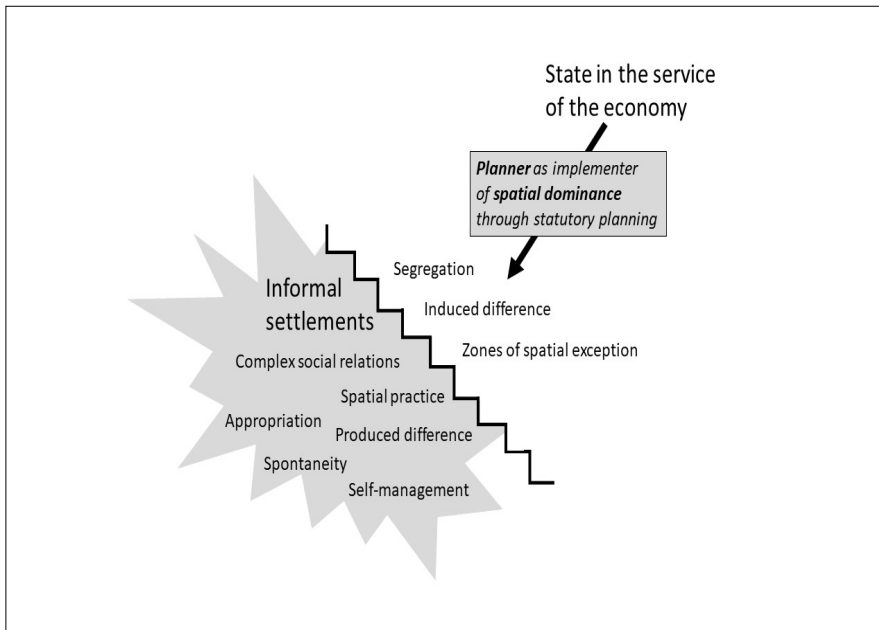 State in the service
of the economy
Planner as implementer
of spatial dominance
through statutory planning
Segregation
Induced difference
Zones of spatial exception
Informal
settlements
Complex social relations
Spatial practice
Appropriation
Produced difference
Spontaneity
Self-management